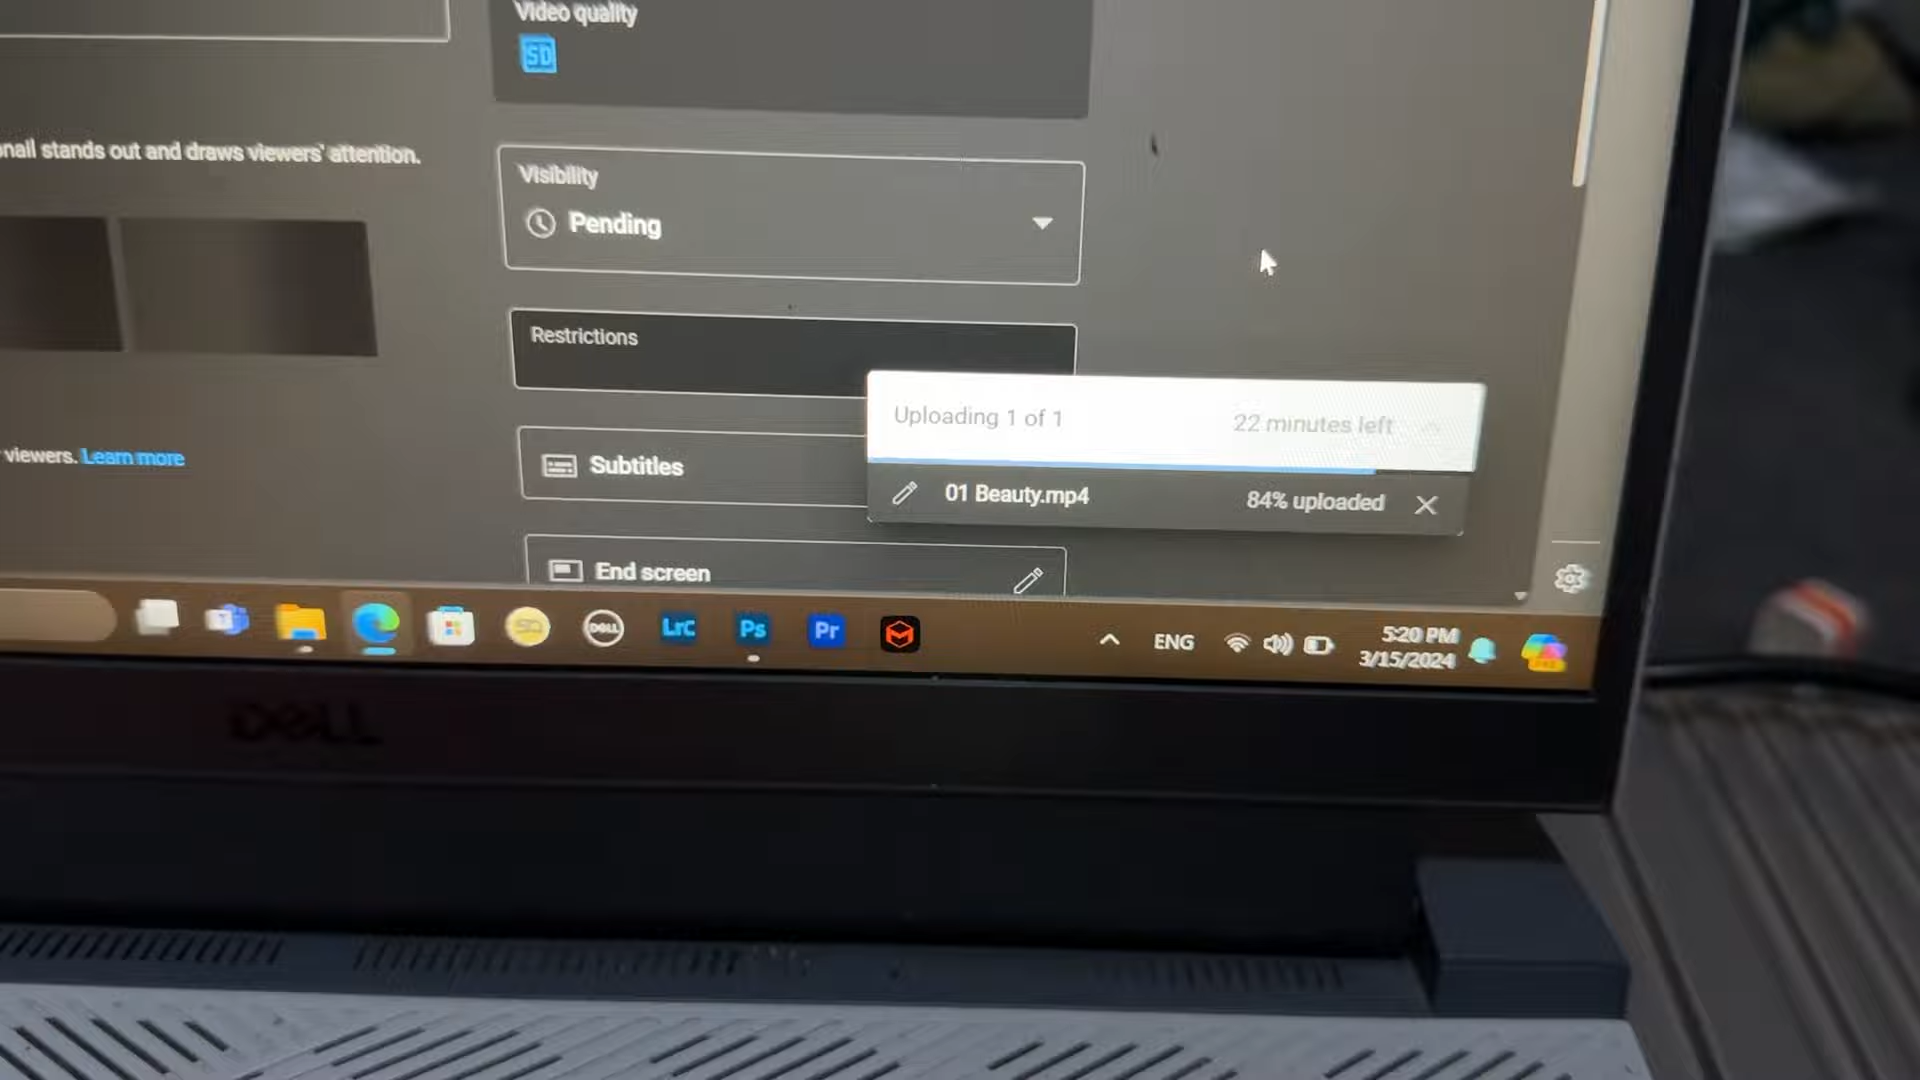 Video quality
SD
nail stands out and draws viewers' attention.
Visibility
Pending
Restrictions
Uploading 1 of 1
22 minutes left
viewers. Learn more
Subtitles
01 Beauty.mp4
84% uploaded
End screen
DELL
LrC
Ps
Pr
ENG
5:20 PM
3/15/2024
DELL